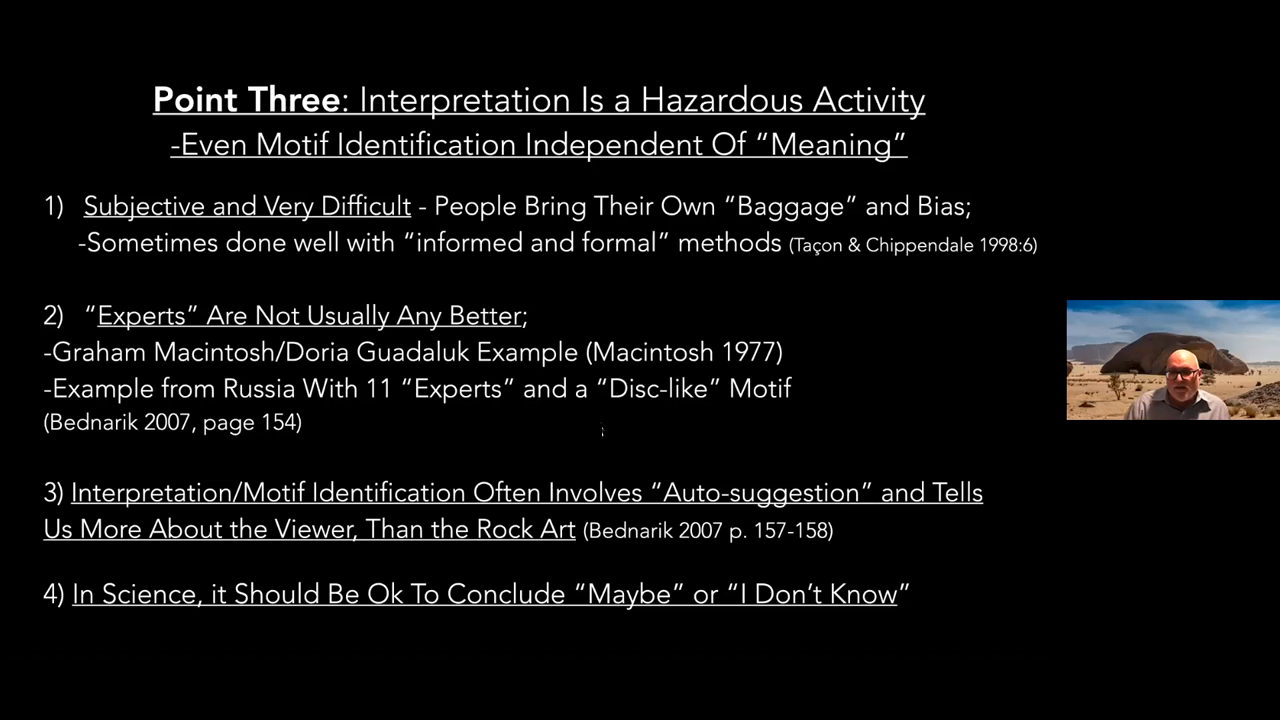 Point Three: Interpretation Is a Hazardous Activity
-Even Motif Identification Independent Of “Meaning”
1) Subjective and Very Difficult - People Bring Their Own “Baggage” and Bias;
-Sometimes done well with “informed and formal” methods (Taçon & Chippendale 1998:6)
2) “Experts” Are Not Usually Any Better;
-Graham Macintosh/Doria Guadaluk Example (Macintosh 1977)
-Example from Russia With 11 “Experts” and a “Disc-like” Motif
(Bednarik 2007, page 154)
3) Interpretation/Motif Identification Often Involves “Auto-suggestion” and Tells
Us More About the Viewer, Than the Rock Art (Bednarik 2007 p. 157-158)
4) In Science, it Should Be Ok To Conclude “Maybe” or “I Don’t Know”